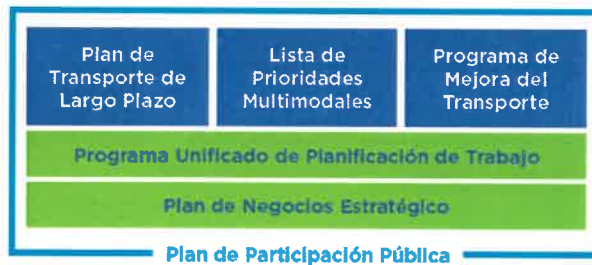 Plan de
Transporte de
Largo Plazo
Lista de
Prioridades
Multimodales
Programa de
Mejora del
Transporte
Programa Unificado de Planificación de Trabajo
Plan de Negocios Estratégico
Plan de Participación Pública